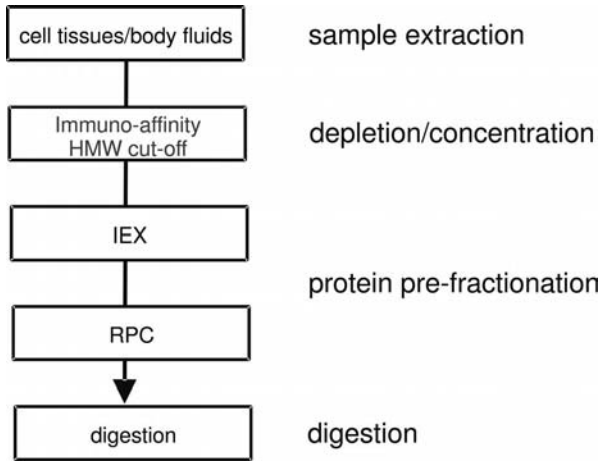 cell tissues/body fluids
sample extraction
Immuno-affinity
HMW cut-off
depletion/concentration
IEX
protein pre-fractionation
RPC
digestion
digestion